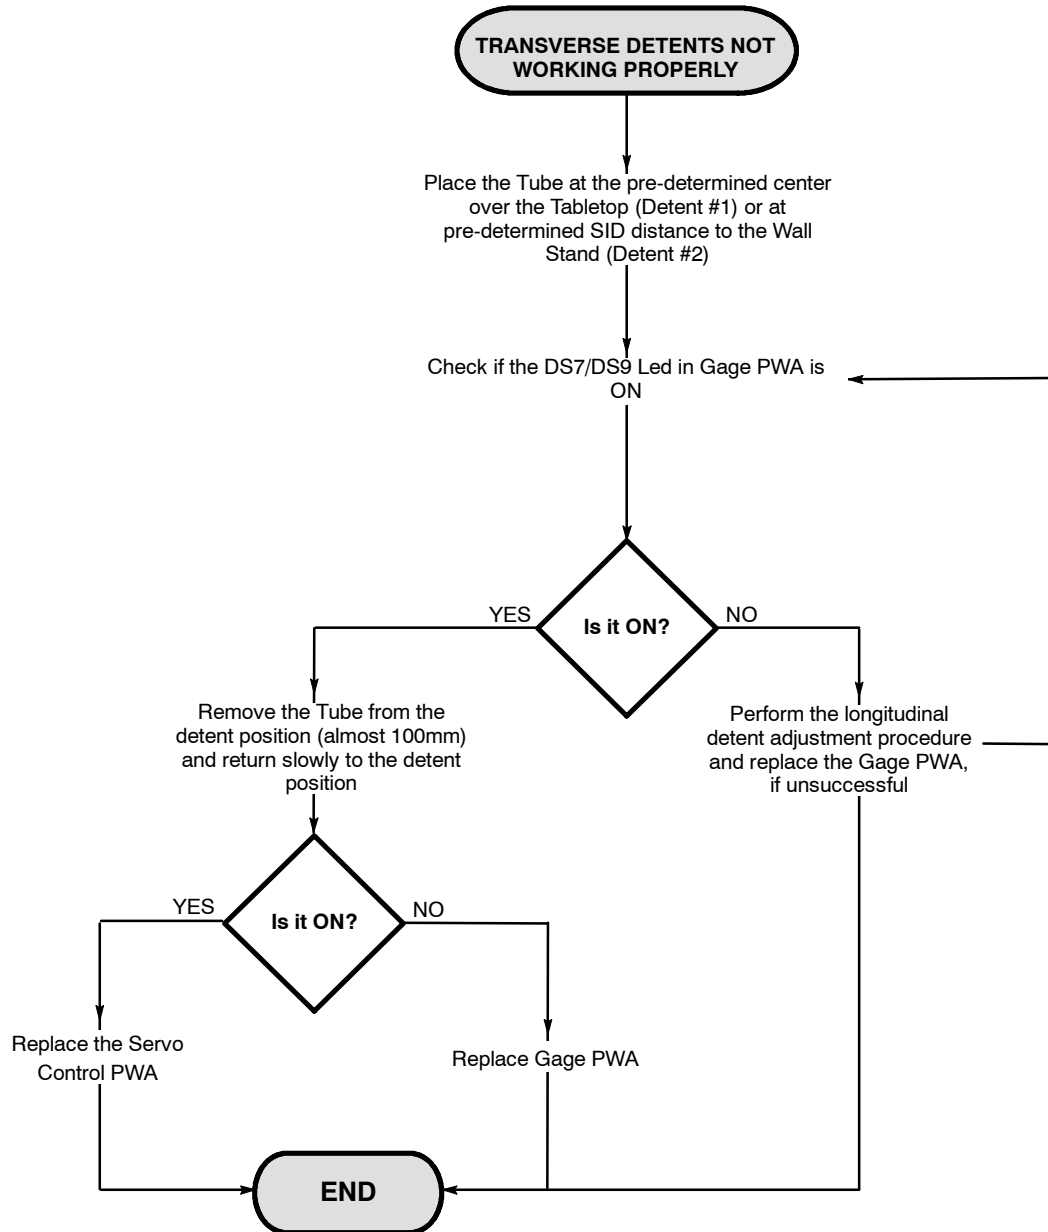 TRANSVERSE DETENTS NOT
WORKING PROPERLY
Place the Tube at the pre-determined center
over the Tabletop (Detent #1) or at
pre-determined SID distance to the Wall
Stand (Detent #2)
Check if the DS7/DS9 Led in Gage PWA is
ON
Is it ON?
YES
NO
Remove the Tube from the
detent position (almost 100mm)
and return slowly to the detent
position
Perform the longitudinal
detent adjustment procedure
and replace the Gage PWA,
if unsuccessful
Is it ON?
YES
NO
Replace the Servo
Control PWA
Replace Gage PWA
END